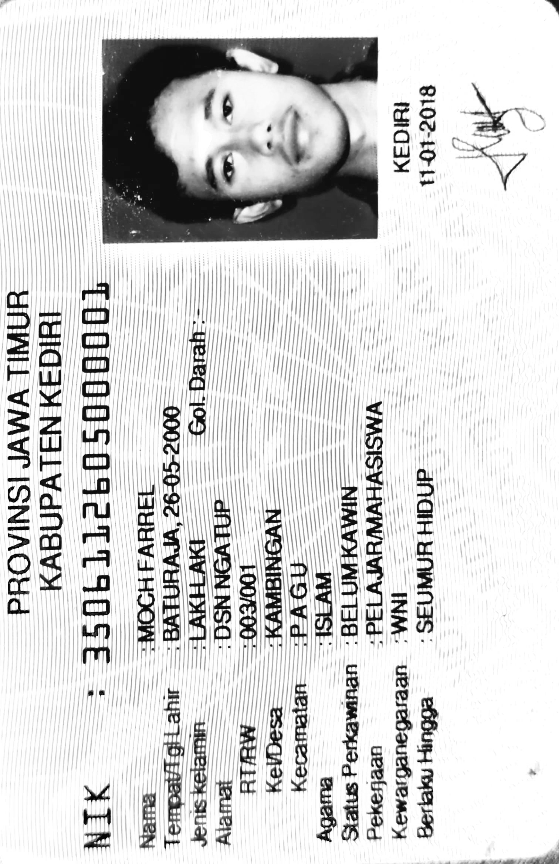 PROVINSI JAWA TIMUR
KABUPATEN KEDIRI
NIK : 3506112605000001
Nama : MOCH FARREL
Tempat/Tgl Lahir : BATURAJA, 26-05-2000
Jenis kelamin : LAKI-LAKI Gol. Darah : -
Alamat : DSN NGATUP
RT/RW : 003/001
Kel/Desa : KAMBINGAN
Kecamatan : P A G U
Agama : ISLAM
Status Perkawinan : BELUM KAWIN
Pekerjaan : PELAJAR/MAHASISWA
Kewarganegaraan : WNI
Berlaku Hingga : SEUMUR HIDUP
KEDIRI
11-01-2018